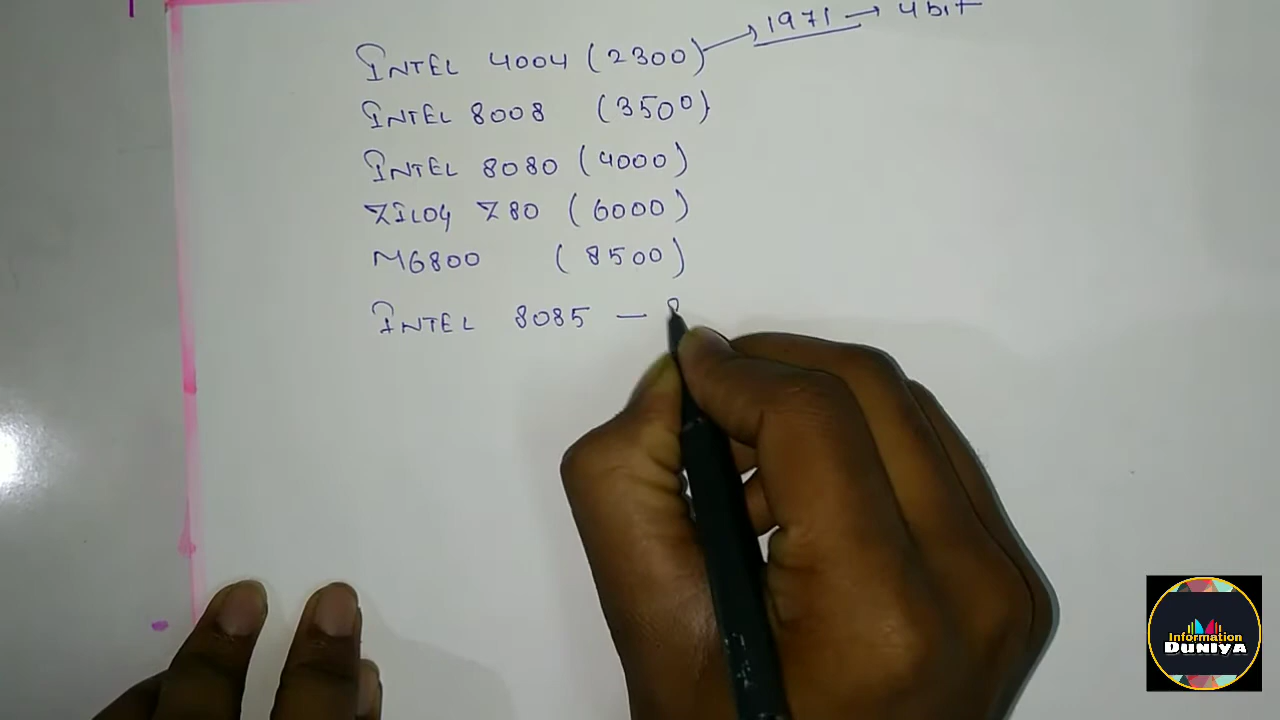 INTEL 4004 (2300) → 1971 → 4 bit
INTEL 8008 (3500)
INTEL 8080 (4000)
ZILOG Z80 (6000)
M6800 (8500)
INTEL 8085 — 8
Information
Duniya